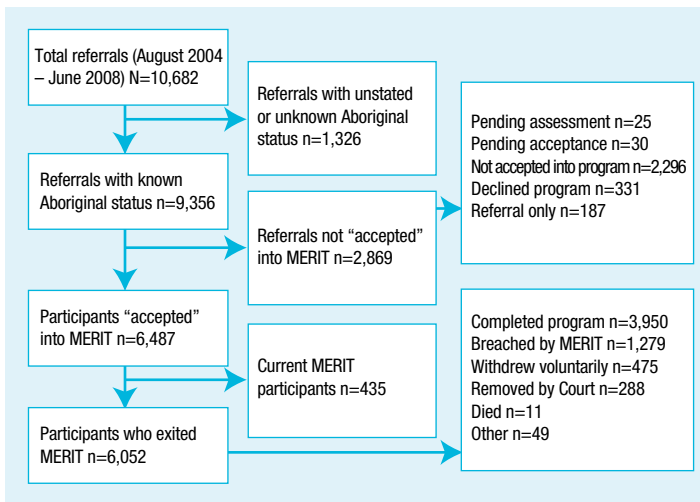 Total referrals (August 2004
– June 2008) N=10,682
Referrals with unstated
or unknown Aboriginal
status n=1,326
Referrals with known
Aboriginal status n=9,356
Referrals not “accepted”
into MERIT n=2,869
Pending assessment n=25
Pending acceptance n=30
Not accepted into program n=2,296
Declined program n=331
Referral only n=187
Participants “accepted”
into MERIT n=6,487
Current MERIT
participants n=435
Participants who exited
MERIT n=6,052
Completed program n=3,950
Breached by MERIT n=1,279
Withdrew voluntarily n=475
Removed by Court n=288
Died n=11
Other n=49